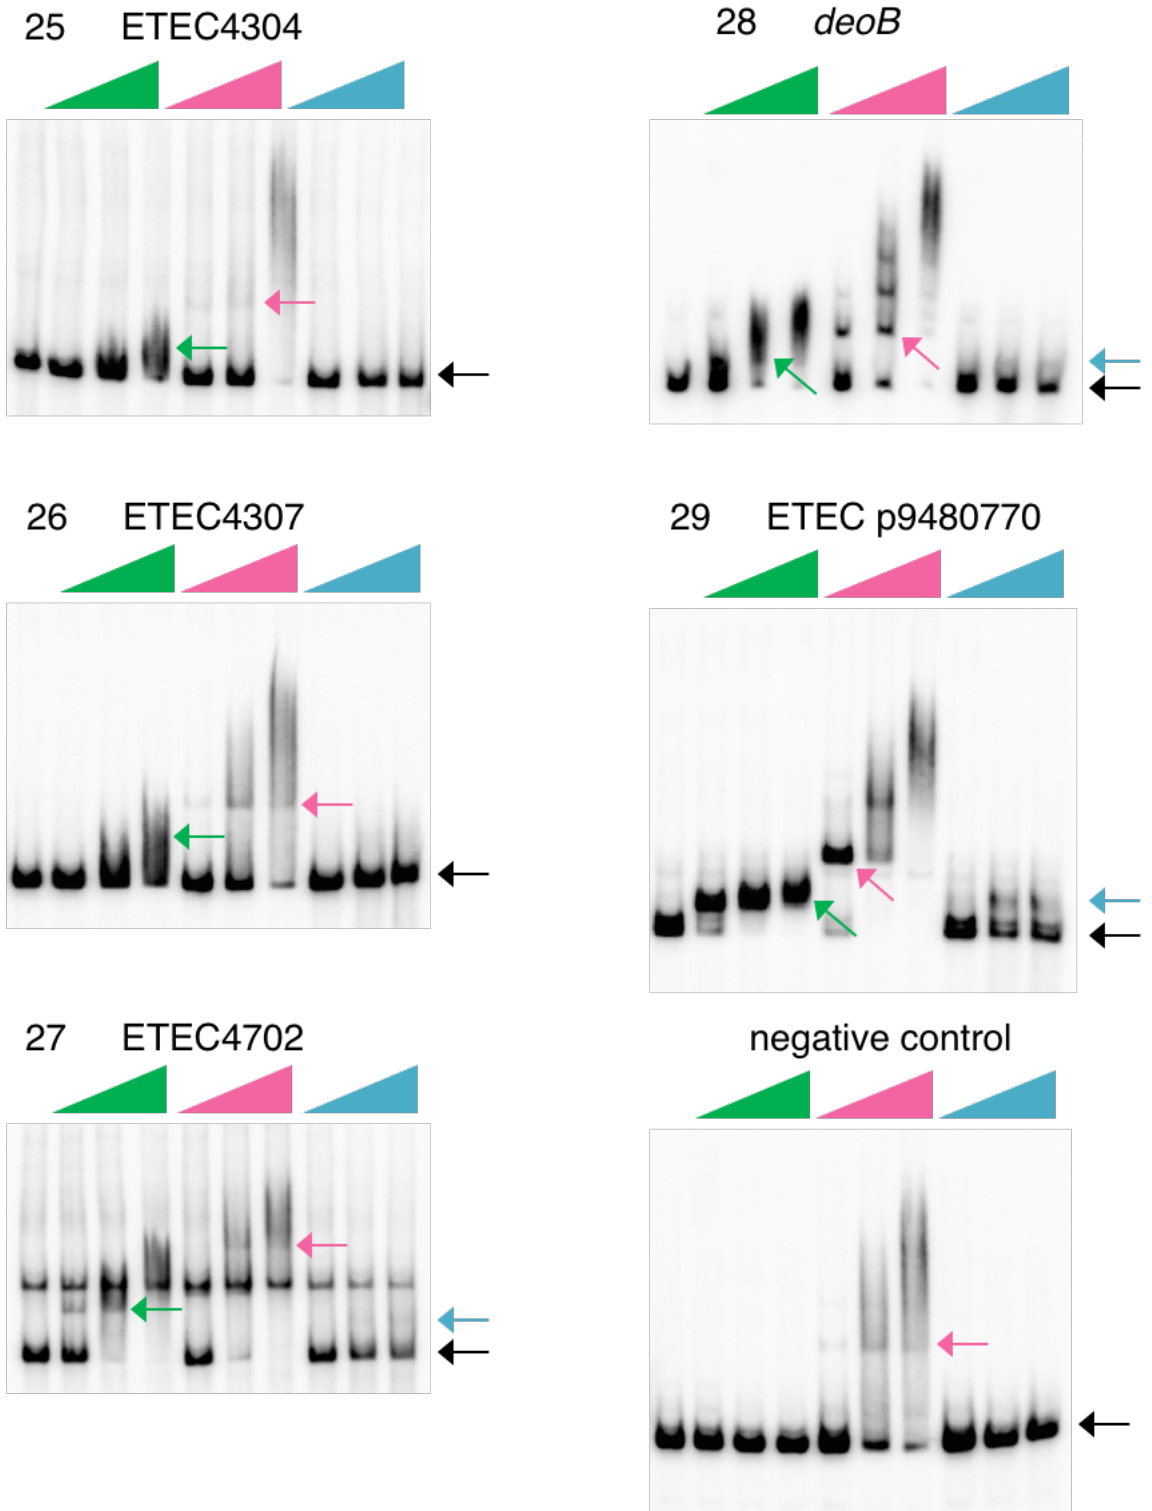 25 ETEC4304
28 deoB
26 ETEC4307
29 ETEC p9480770
27 ETEC4702
negative control